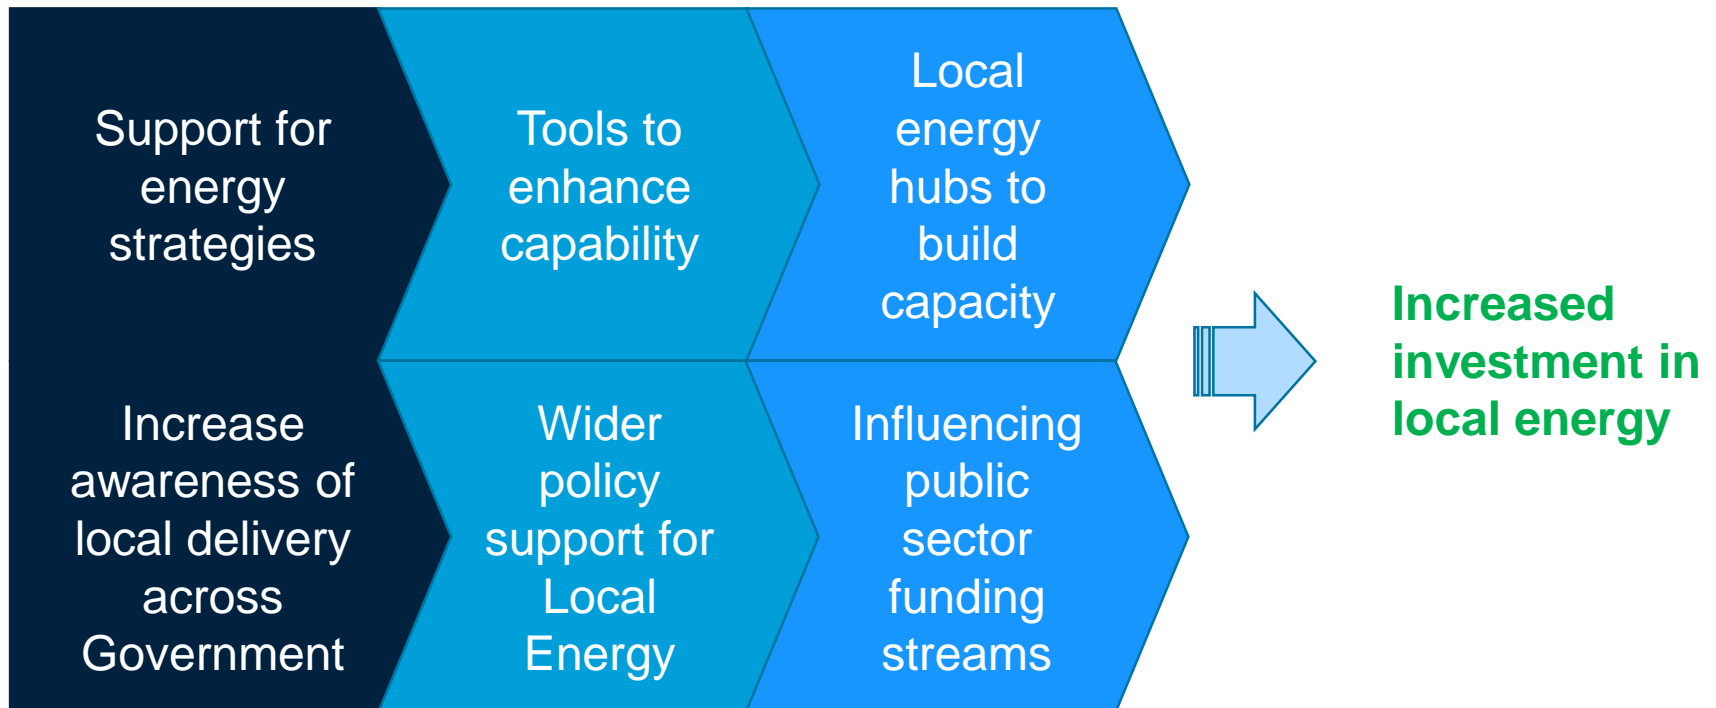 Support for
energy
strategies
Tools to
enhance
capability
Local
energy
hubs to
build
capacity
Increase
awareness of
local delivery
across
Government
Wider
policy
support for
Local
Energy
Influencing
public
sector
funding
streams
Increased
investment in
local energy